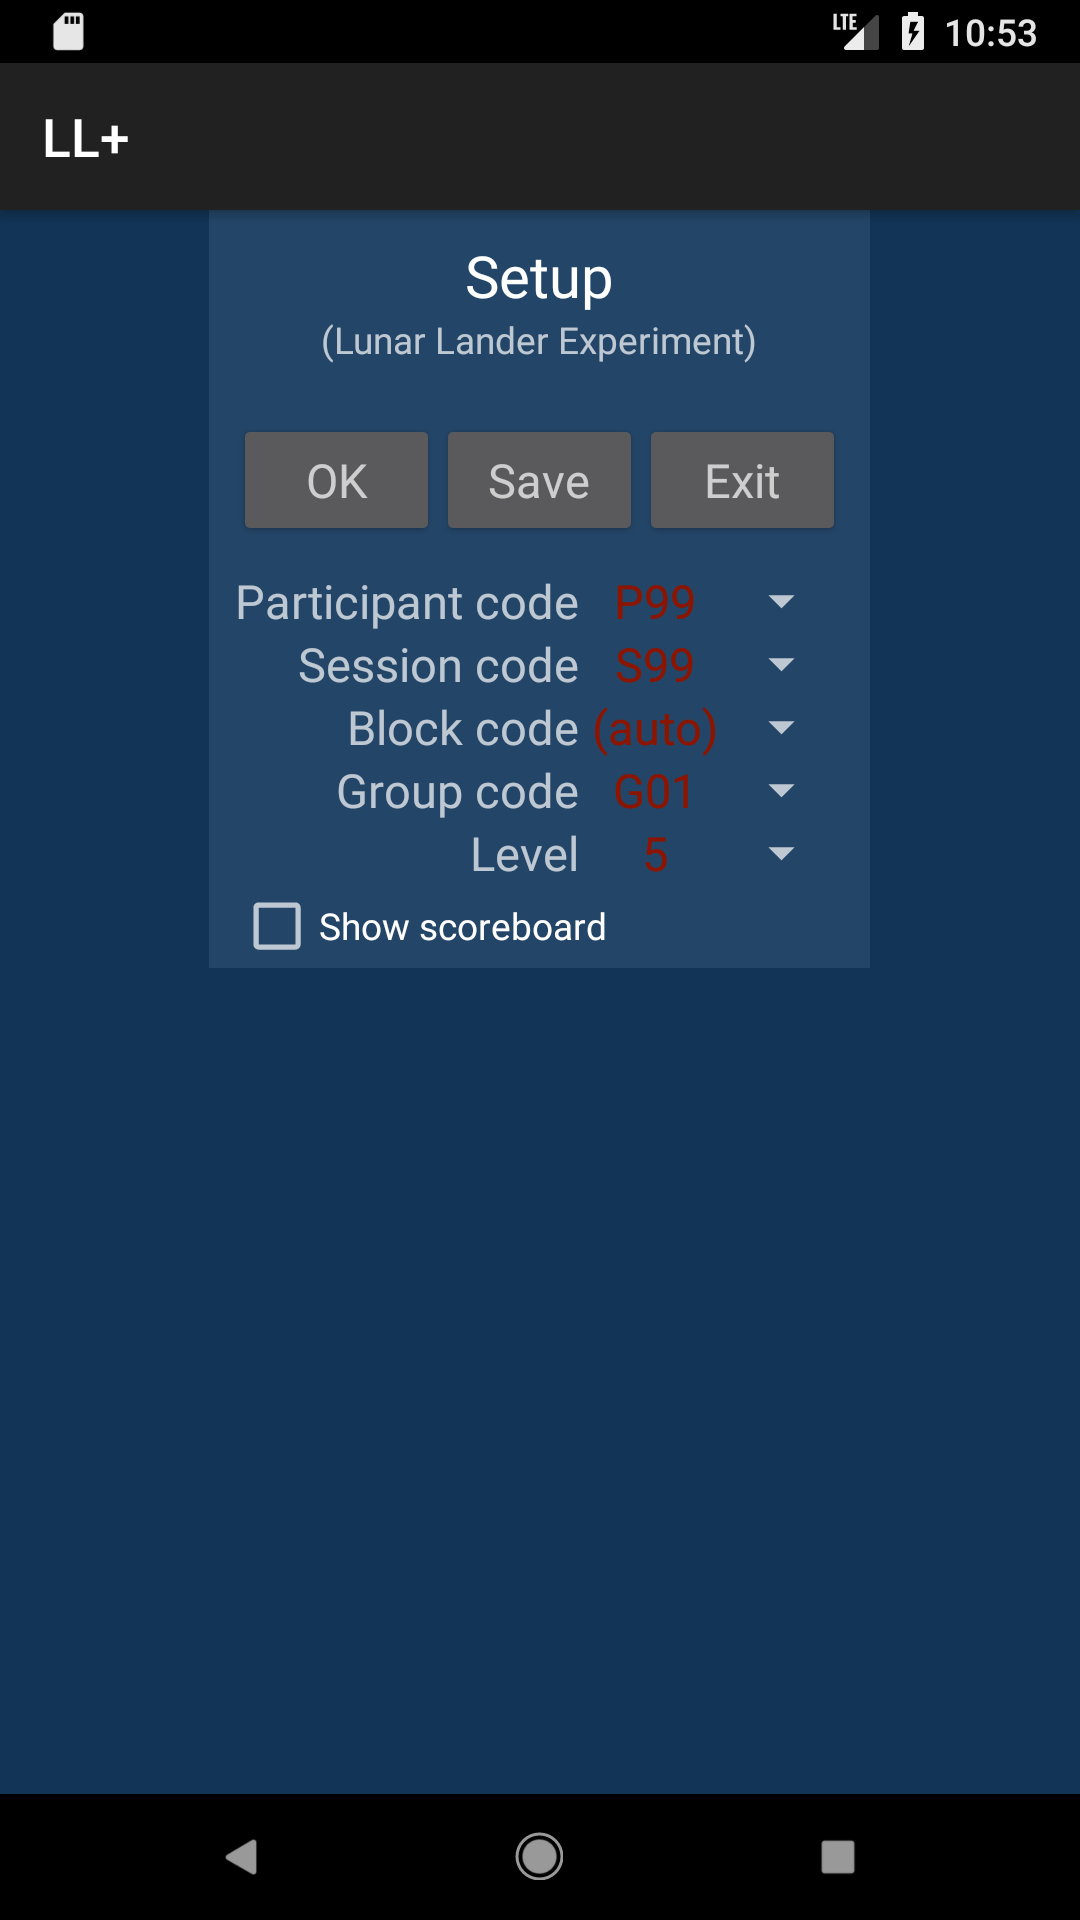 LTE 10:53
LL+
Setup
(Lunar Lander Experiment)
OK Save Exit
Participant code P99
Session code S99
Block code (auto)
Group code G01
Level 5
Show scoreboard